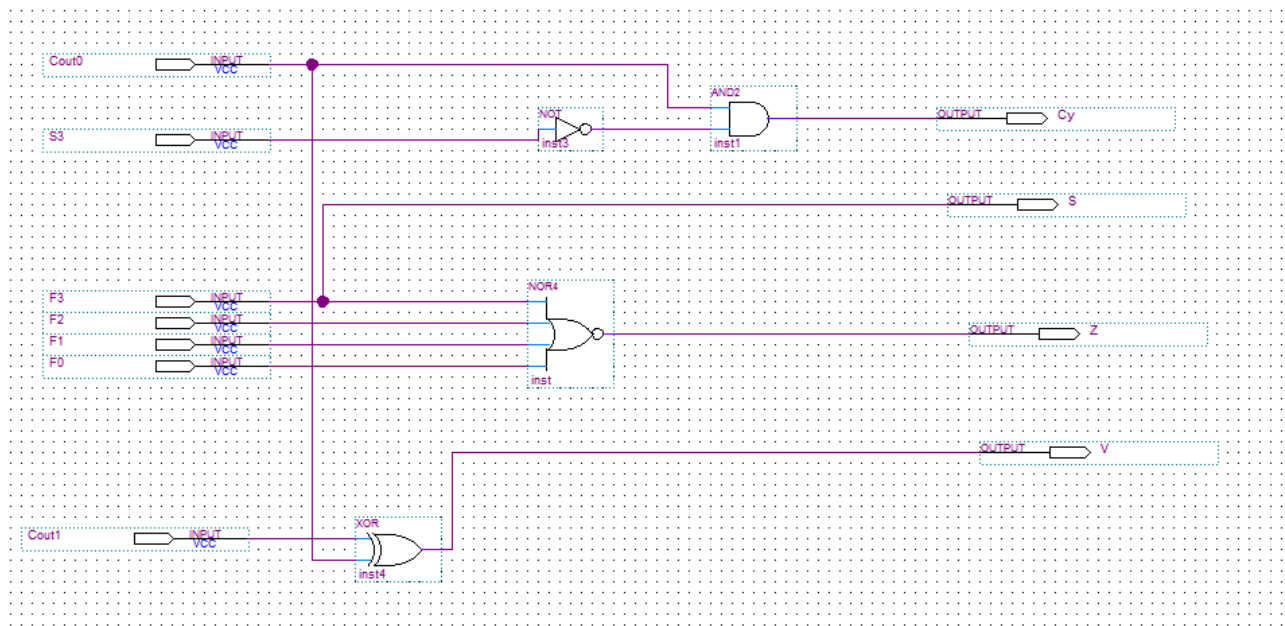 Cout0 INPUT VCC
AND2
NOT
OUTPUT Cy
S3 INPUT VCC
inst3
inst1
OUTPUT S
NOR4
F3 INPUT VCC
F2 INPUT VCC
OUTPUT Z
F1 INPUT VCC
F0 INPUT VCC
inst
OUTPUT V
XOR
Cout1 INPUT VCC
inst4